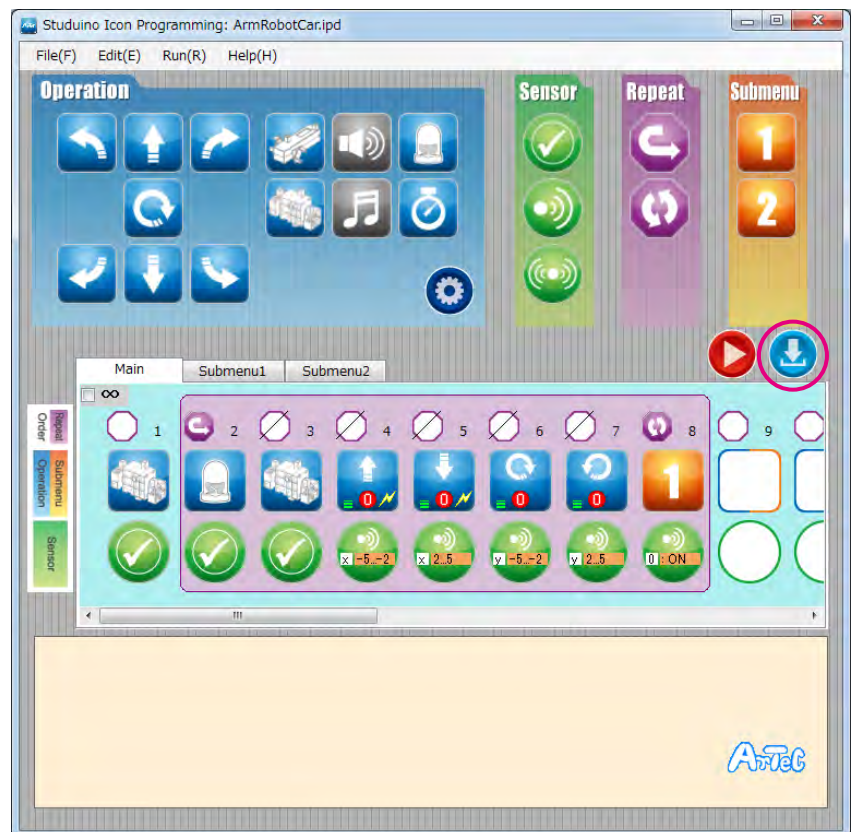 Studuino Icon Programming: ArmRobotCar.ipd
File(F) Edit(E) Run(R) Help(H)
Operation
Sensor
Repeat
Submenu
1
2
Main Submenu1 Submenu2
∞
Repeat Order
Submenu Operation
Sensor
1 2 3 4 5 6 7 8 9
0 0 0 0 1
x -5...-2 x 2...5 y -5...-2 y 2...5 0 : ON
Artec